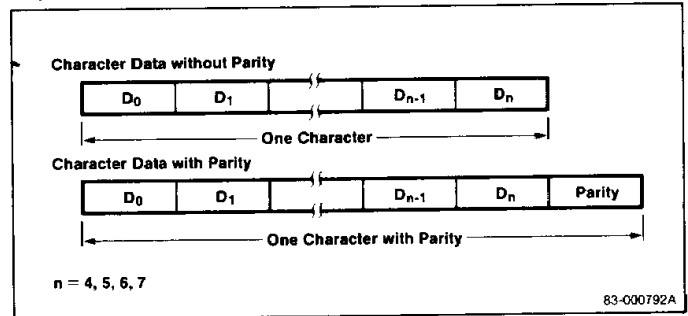 Character Data without Parity
D0 D1 Dn-1 Dn
One Character
Character Data with Parity
D0 D1 Dn-1 Dn Parity
One Character with Parity
n = 4, 5, 6, 7
83-000792A